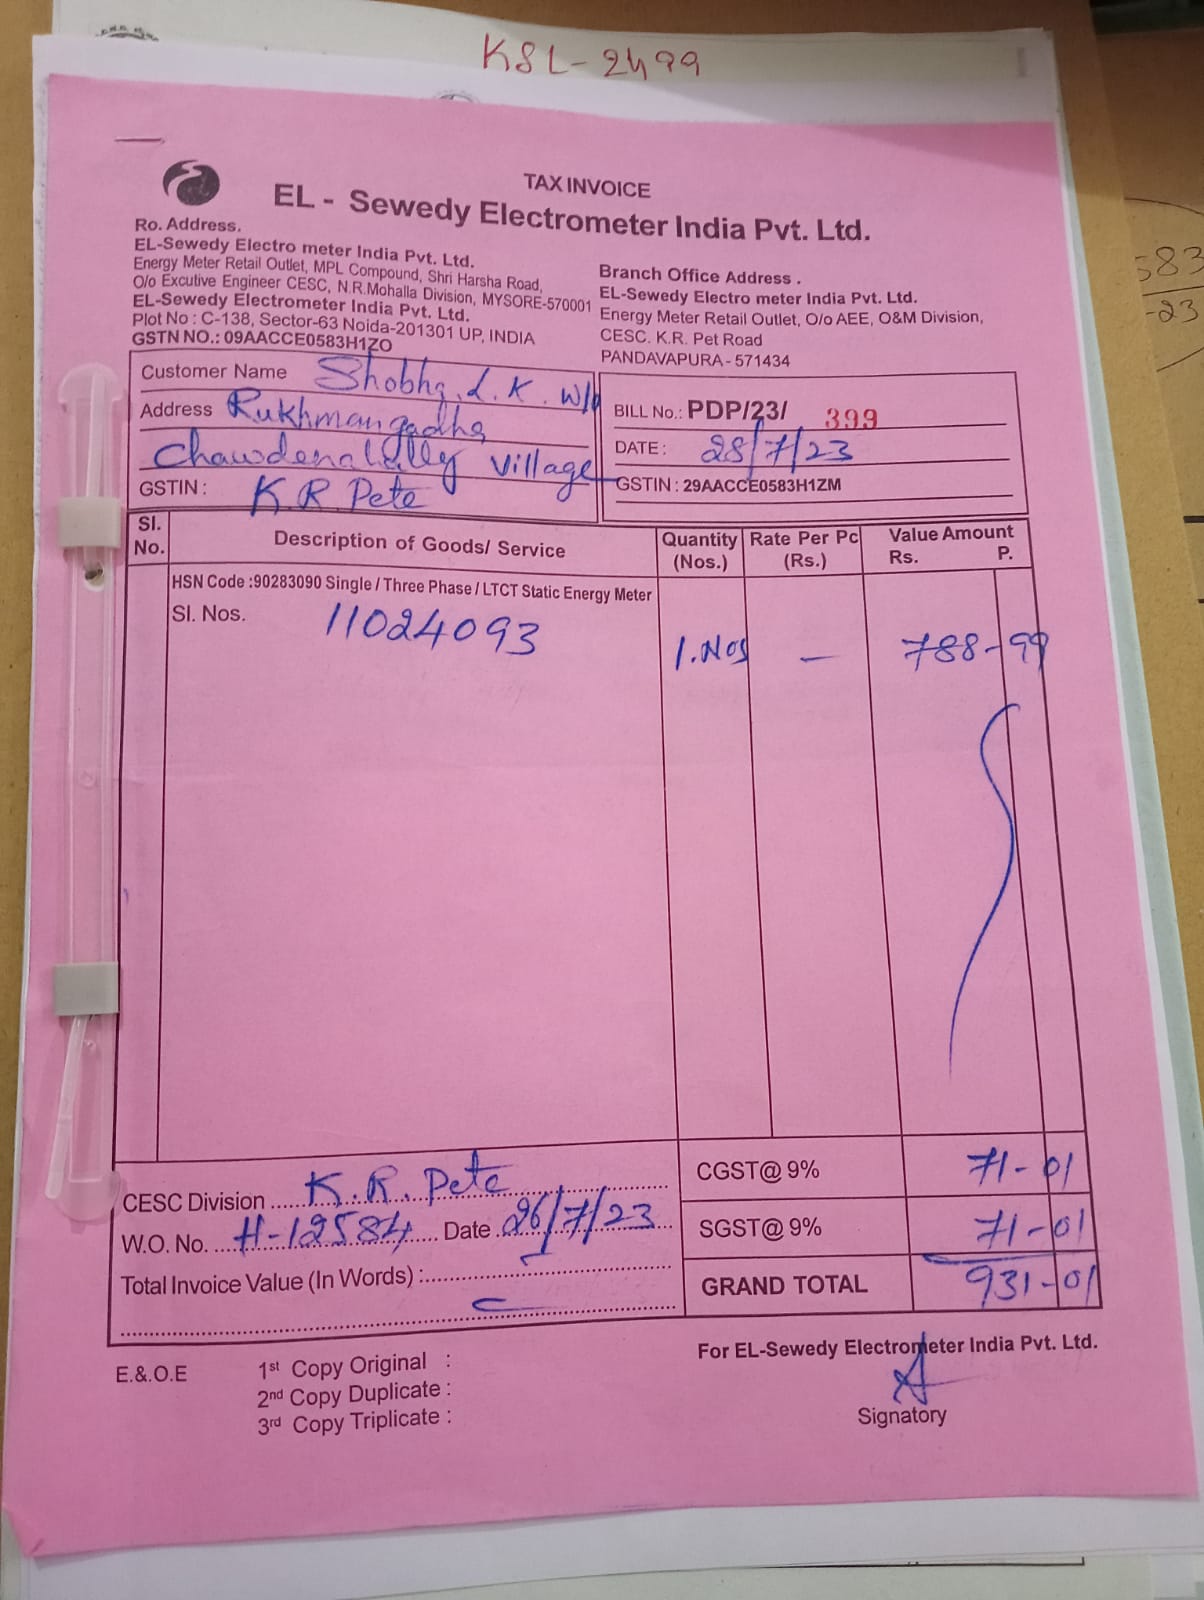 KSL-2499
TAX INVOICE
EL - Sewedy Electrometer India Pvt. Ltd.
Ro. Address.
EL-Sewedy Electro meter India Pvt. Ltd.
Energy Meter Retail Outlet, MPL Compound, Shri Harsha Road,
O/o Excutive Engineer CESC, N.R.Mohalla Division, MYSORE-570001
EL-Sewedy Electrometer India Pvt. Ltd.
Plot No : C-138, Sector-63 Noida-201301 UP, INDIA
GSTN NO.: 09AACCE0583H1ZO
Branch Office Address .
EL-Sewedy Electro meter India Pvt. Ltd.
Energy Meter Retail Outlet, O/o AEE, O&M Division,
CESC. K.R. Pet Road
PANDAVAPURA - 571434
Customer Name Shobha. L. K. W/o
Address Rukhmangadha
Chawdenahally Village
GSTIN : K.R Pete
BILL No.: PDP/23/ 399
DATE : 28/7/23
GSTIN : 29AACCE0583H1ZM
Sl. No. Description of Goods/ Service Quantity (Nos.) Rate Per Pc (Rs.) Value Amount Rs. P.
HSN Code :90283090 Single / Three Phase / LTCT Static Energy Meter
Sl. Nos. 11024093 1.Nos — 788-99
CESC Division K.R. Pete
W.O. No. H-12584 Date 26/7/23
Total Invoice Value (In Words) :
CGST@ 9% 71-01
SGST@ 9% 71-01
GRAND TOTAL 931-01
E.&.O.E
1st Copy Original :
2nd Copy Duplicate :
3rd Copy Triplicate :
For EL-Sewedy Electrometer India Pvt. Ltd.
Signatory
583
-23